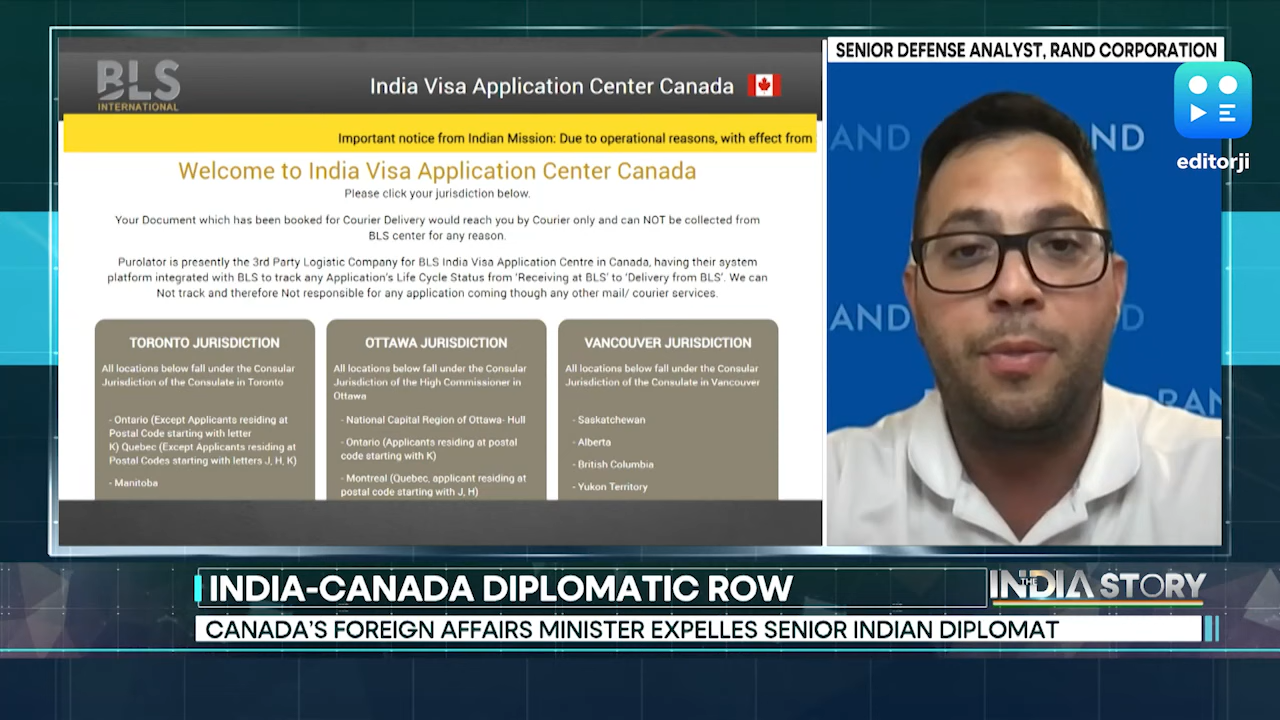 SENIOR DEFENSE ANALYST, RAND CORPORATION
BLS
INTERNATIONAL
India Visa Application Center Canada
Important notice from Indian Mission: Due to operational reasons, with effect from
Welcome to India Visa Application Center Canada
Please click your jurisdiction below.
Your Document which has been booked for Courier Delivery would reach you by Courier only and can NOT be collected from
BLS center for any reason.
Purolator is presently the 3rd Party Logistic Company for BLS India Visa Application Centre in Canada, having their system
platform integrated with BLS to track any Application's Life Cycle Status from 'Receiving at BLS' to 'Delivery from BLS'. We can
Not track and therefore Not responsible for any application coming though any other mail/ courier services.
TORONTO JURISDICTION
All locations below fall under the Consular
Jurisdiction of the Consulate in Toronto
- Ontario (Except Applicants residing at
Postal Code starting with letter
K) Quebec (Except Applicants residing at
Postal Codes starting with letters J, H, K)
- Manitoba
OTTAWA JURISDICTION
All locations below fall under the Consular
Jurisdiction of the High Commissioner in
Ottawa
- National Capital Region of Ottawa- Hull
- Ontario (Applicants residing at postal
code starting with K)
- Montreal (Quebec, applicant residing at
postal code starting with J, H)
VANCOUVER JURISDICTION
All locations below fall under the Consular
Jurisdiction of the Consulate in Vancouver
- Saskatchewan
- Alberta
- British Columbia
- Yukon Territory
AND
ND
editorji
AND
D
RAN
INDIA-CANADA DIPLOMATIC ROW
THE INDIA STORY
CANADA'S FOREIGN AFFAIRS MINISTER EXPELLES SENIOR INDIAN DIPLOMAT